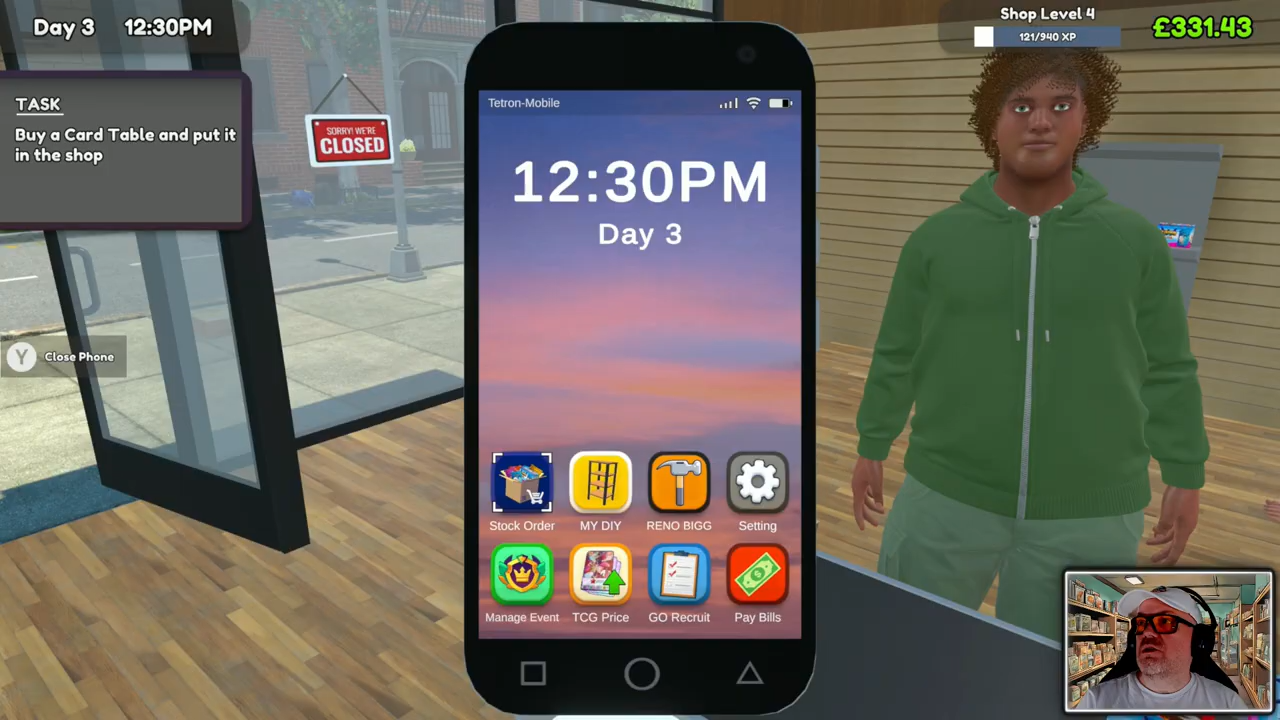 Day 3 12:30PM
Shop Level 4
121/940 XP
£331.43
TASK
Buy a Card Table and put it
in the shop
SORRY! WE'RE
CLOSED
Y Close Phone
Tetron-Mobile
12:30PM
Day 3
Stock Order MY DIY RENO BIGG Setting
Manage Event TCG Price GO Recruit Pay Bills